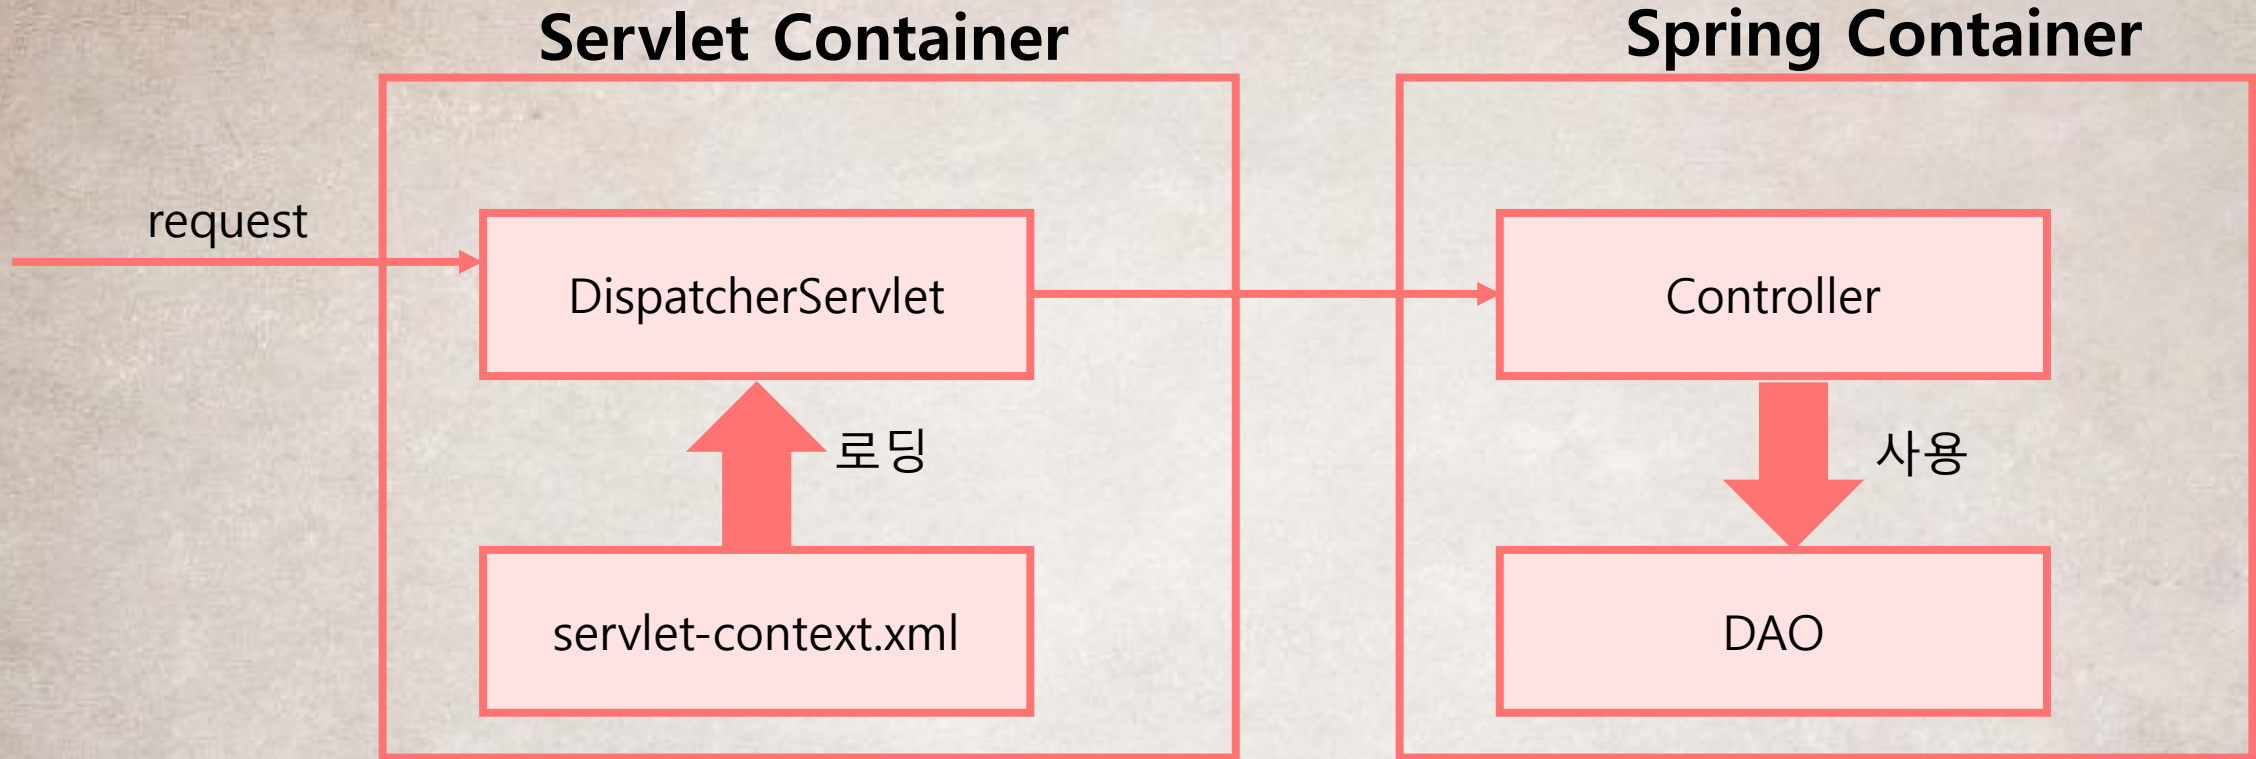 Servlet Container
Spring Container
request
DispatcherServlet
Controller
로딩
사용
servlet-context.xml
DAO